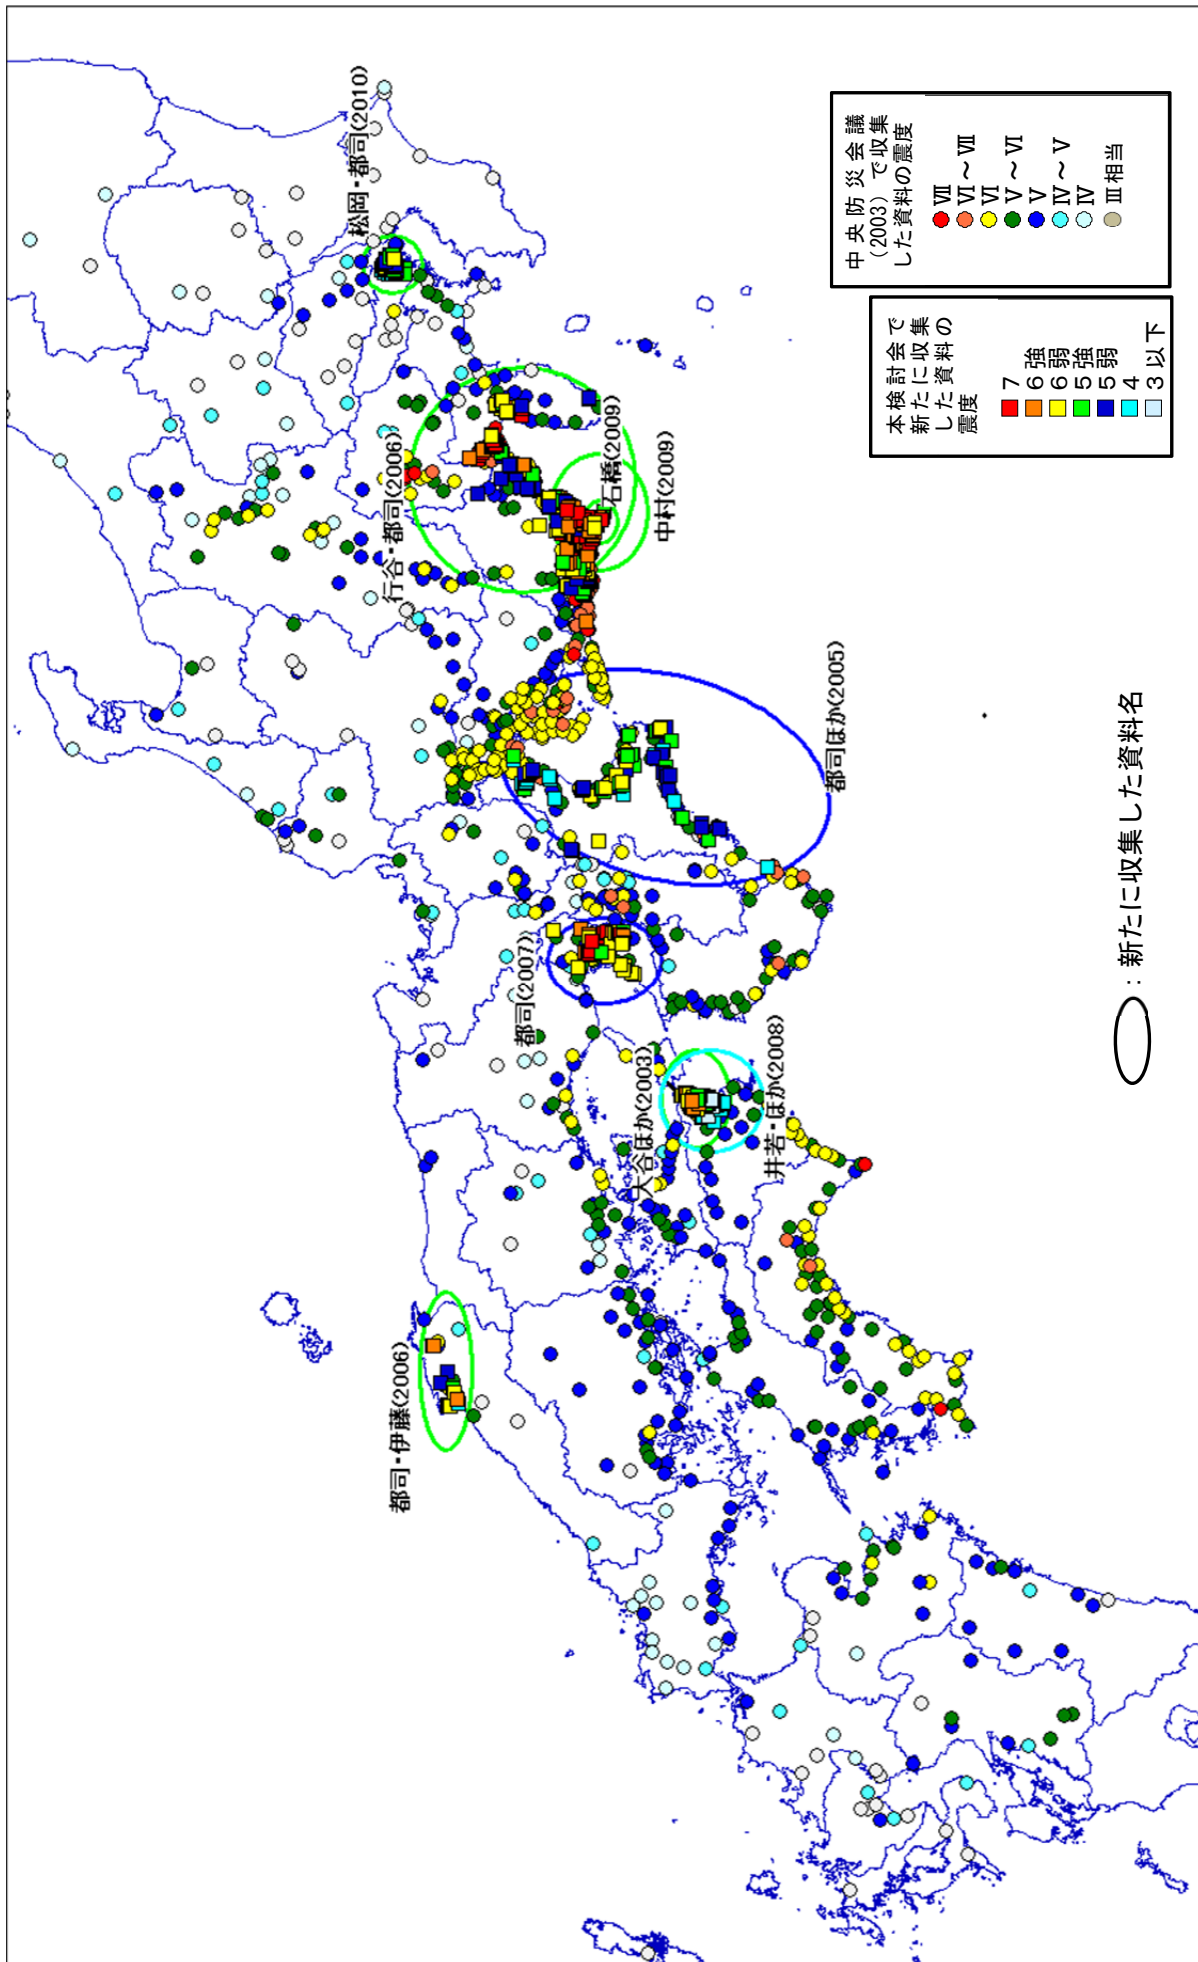 松岡・都司(2010)
行谷・都司(2006)
石橋(2009)
中村(2009)
都司ほか(2005)
都司(2007)
大谷ほか(2003)
井若・ほか(2008)
都司・伊藤(2006)
中央防災会議
(2003)で収集
した資料の震度
Ⅶ
Ⅵ～Ⅶ
Ⅵ
Ⅴ～Ⅵ
Ⅴ
Ⅳ～Ⅴ
Ⅳ
Ⅲ相当
本検討会で
新たに収集
した資料の
震度
7
6強
6弱
5強
5弱
4
3以下
：新たに収集した資料名